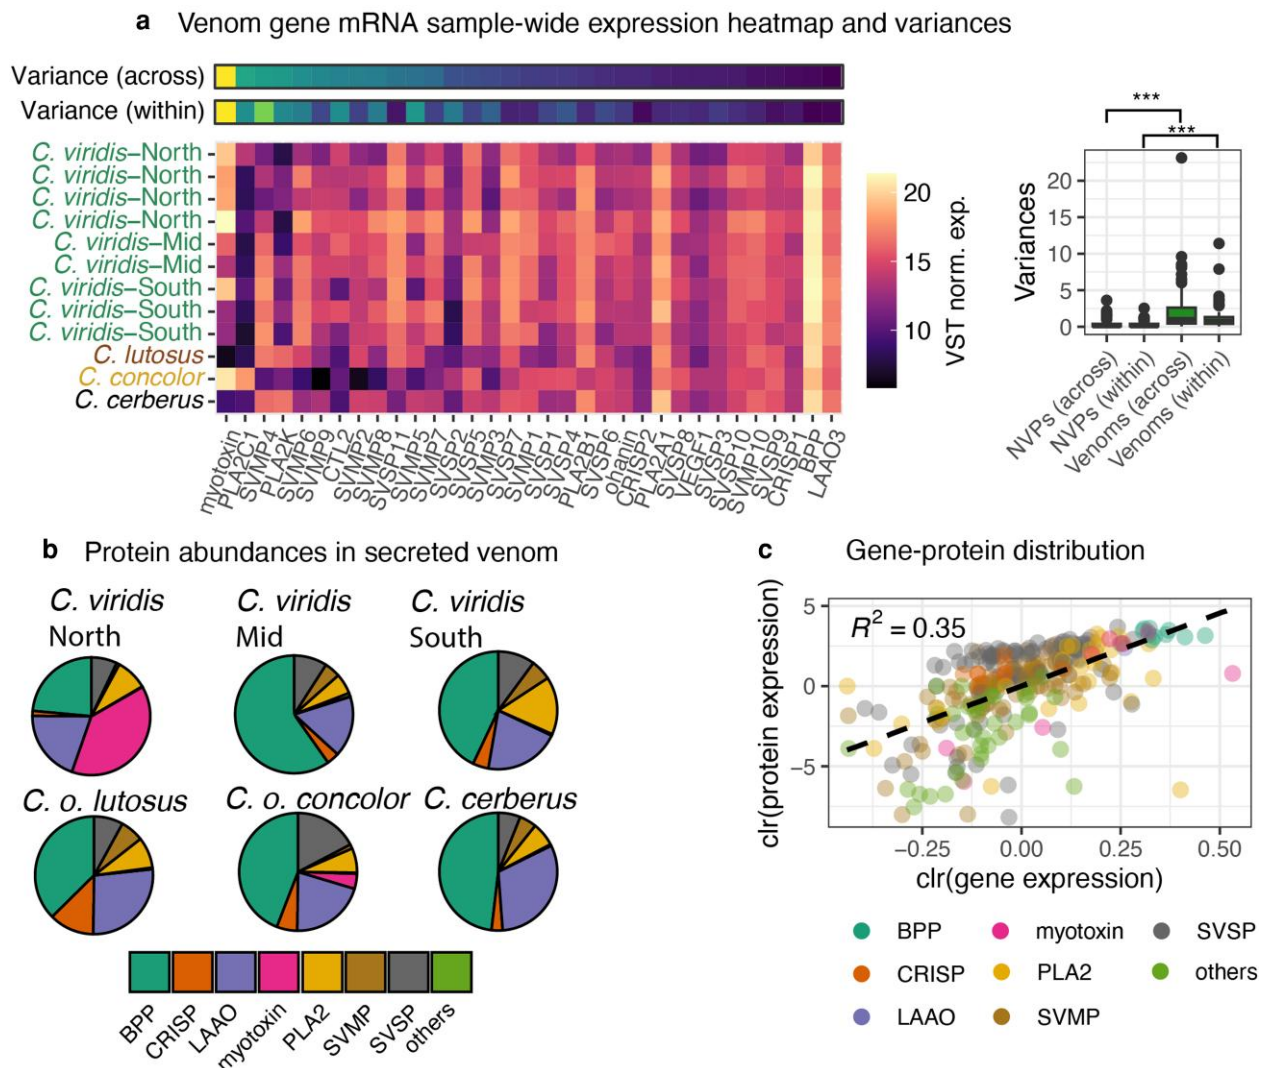 a Venom gene mRNA sample-wide expression heatmap and variances
Variance (across)
Variance (within)
C. viridis–North
C. viridis–North
C. viridis–North
C. viridis–North
C. viridis–Mid
C. viridis–Mid
C. viridis–South
C. viridis–South
C. viridis–South
C. lutosus
C. concolor
C. cerberus
myotoxin
PLA2C1
SVMP4
PLA2K
SVMP6
SVMP9
CTL2
SVMP2
SVMP8
SVSP11
SVMP5
SVMP7
SVSP2
SVSP5
SVMP3
SVSP7
SVMP1
SVSP1
SVSP4
PLA2B1
SVSP6
ohanin
CRISP2
PLA2A1
SVSP8
VEGF1
SVSP3
SVSP10
SVMP10
SVSP9
CRISP1
BPP
LAAO3
20
15
10
VST norm. exp.
***
***
Variances
20
15
10
5
0
NVPs (across)
NVPs (within)
Venoms (across)
Venoms (within)
b Protein abundances in secreted venom
C. viridis
North
C. viridis
Mid
C. viridis
South
C. o. lutosus
C. o. concolor
C. cerberus
BPP
CRISP
LAAO
myotoxin
PLA2
SVMP
SVSP
others
c Gene-protein distribution
R² = 0.35
clr(protein expression)
5
0
−5
−0.25
0.00
0.25
0.50
clr(gene expression)
BPP
myotoxin
SVSP
CRISP
PLA2
others
LAAO
SVMP